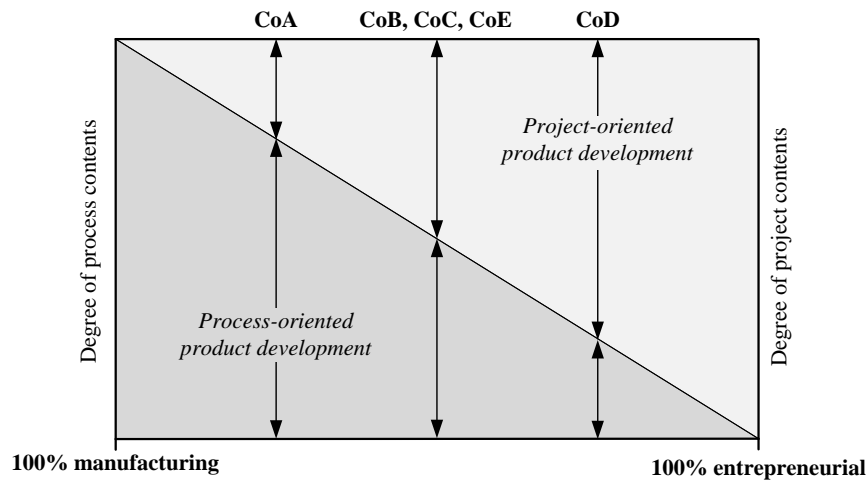 CoA
CoB, CoC, CoE
CoD
Degree of process contents
Project-oriented
product development
Degree of project contents
Process-oriented
product development
100% manufacturing
100% entrepreneurial